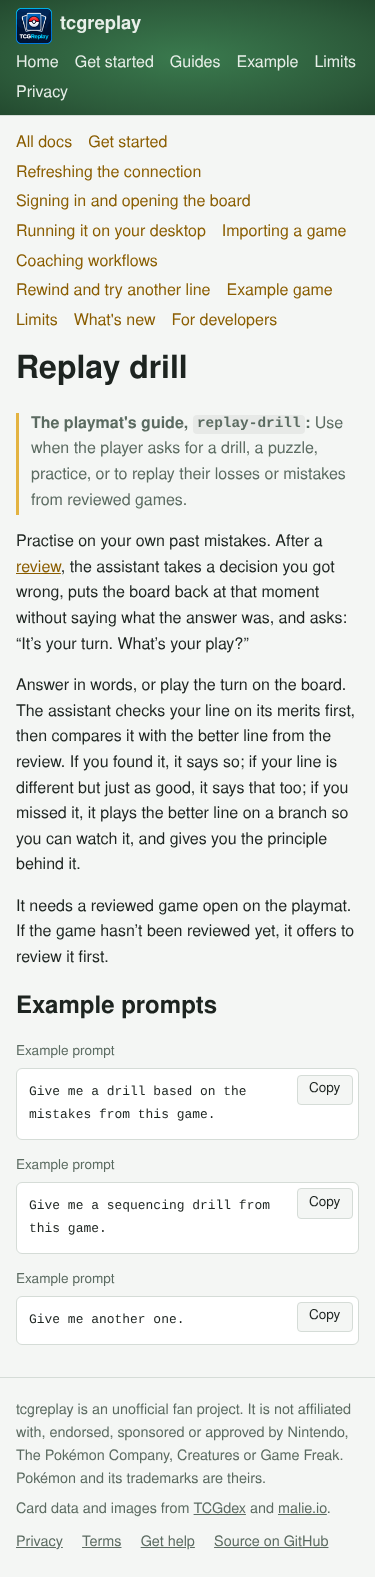 TCGReplay
tcgreplay
Home Get started Guides Example Limits
Privacy
All docs Get started
Refreshing the connection
Signing in and opening the board
Running it on your desktop Importing a game
Coaching workflows
Rewind and try another line Example game
Limits What's new For developers
Replay drill
The playmat's guide, replay-drill: Use
when the player asks for a drill, a puzzle,
practice, or to replay their losses or mistakes
from reviewed games.
Practise on your own past mistakes. After a
review, the assistant takes a decision you got
wrong, puts the board back at that moment
without saying what the answer was, and asks:
“It’s your turn. What’s your play?”
Answer in words, or play the turn on the board.
The assistant checks your line on its merits first,
then compares it with the better line from the
review. If you found it, it says so; if your line is
different but just as good, it says that too; if you
missed it, it plays the better line on a branch so
you can watch it, and gives you the principle
behind it.
It needs a reviewed game open on the playmat.
If the game hasn’t been reviewed yet, it offers to
review it first.
Example prompts
Example prompt
Give me a drill based on the
mistakes from this game.
Copy
Example prompt
Give me a sequencing drill from
this game.
Copy
Example prompt
Give me another one.
Copy
tcgreplay is an unofficial fan project. It is not affiliated
with, endorsed, sponsored or approved by Nintendo,
The Pokémon Company, Creatures or Game Freak.
Pokémon and its trademarks are theirs.
Card data and images from TCGdex and malie.io.
Privacy Terms Get help Source on GitHub